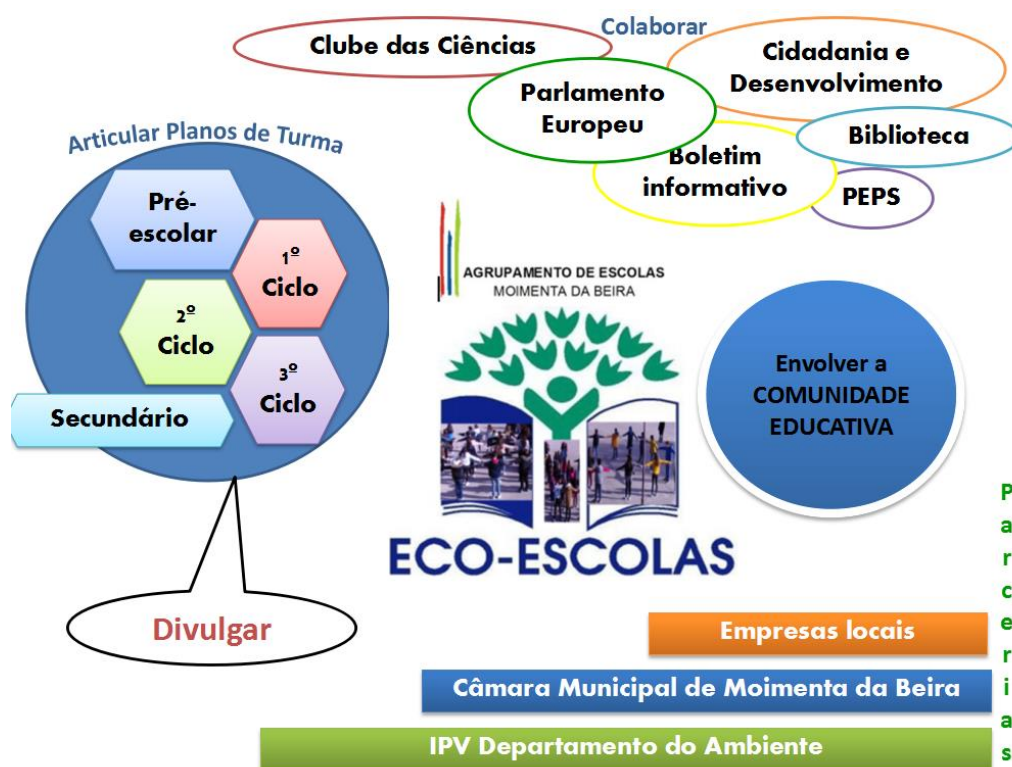 Colaborar
Clube das Ciências
Cidadania e
Desenvolvimento
Parlamento
Europeu
Biblioteca
Boletim
informativo
PEPS
Articular Planos de Turma
Pré-
escolar
1º
Ciclo
2º
Ciclo
3º
Ciclo
Secundário
Divulgar
AGRUPAMENTO DE ESCOLAS
MOIMENTA DA BEIRA
ECO-ESCOLAS
Envolver a
COMUNIDADE
EDUCATIVA
Parcerias
Empresas locais
Câmara Municipal de Moimenta da Beira
IPV Departamento do Ambiente